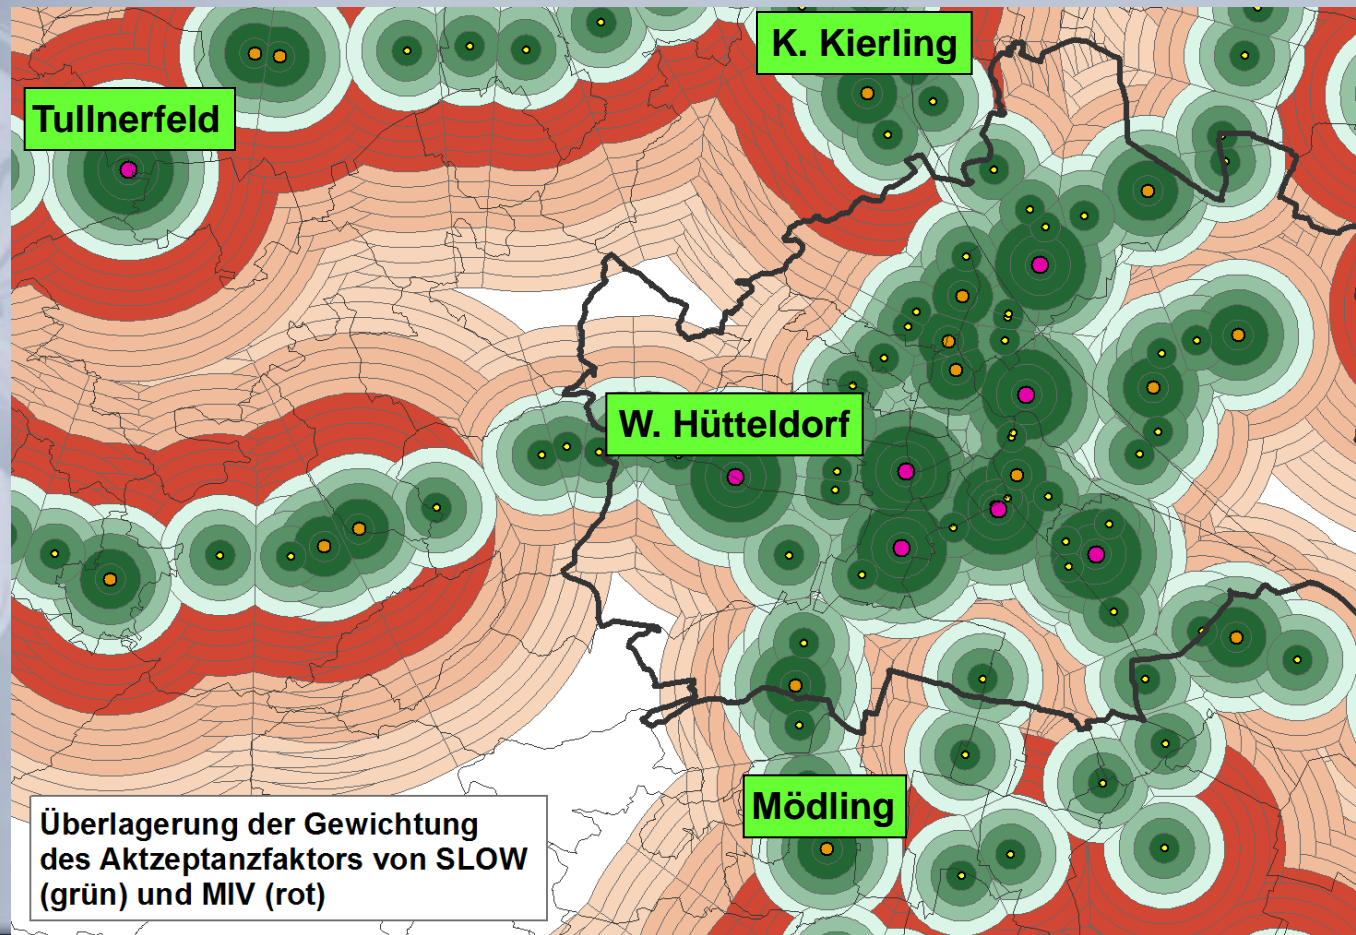 K. Kierling
Tullnerfeld
W. Hütteldorf
Mödling
Überlagerung der Gewichtung
des Aktzeptanzfaktors von SLOW
(grün) und MIV (rot)